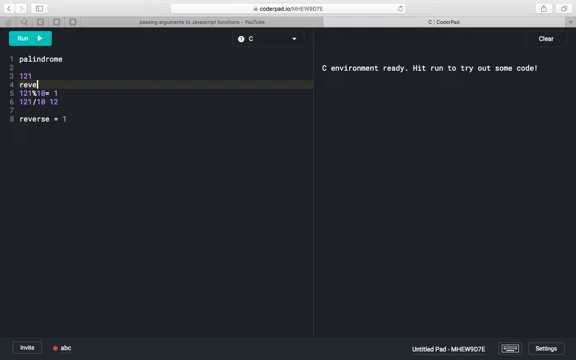 coderpad.io/MHEW9D7E
passing arguments to Javascript functions - YouTube
C | CoderPad
Run
C
Clear
1 palindrome
2
3 121
4 reve
5 121%10= 1
6 121/10 12
7
8 reverse = 1
C environment ready. Hit run to try out some code!
Invite
abc
Untitled Pad - MHEW9D7E
Settings